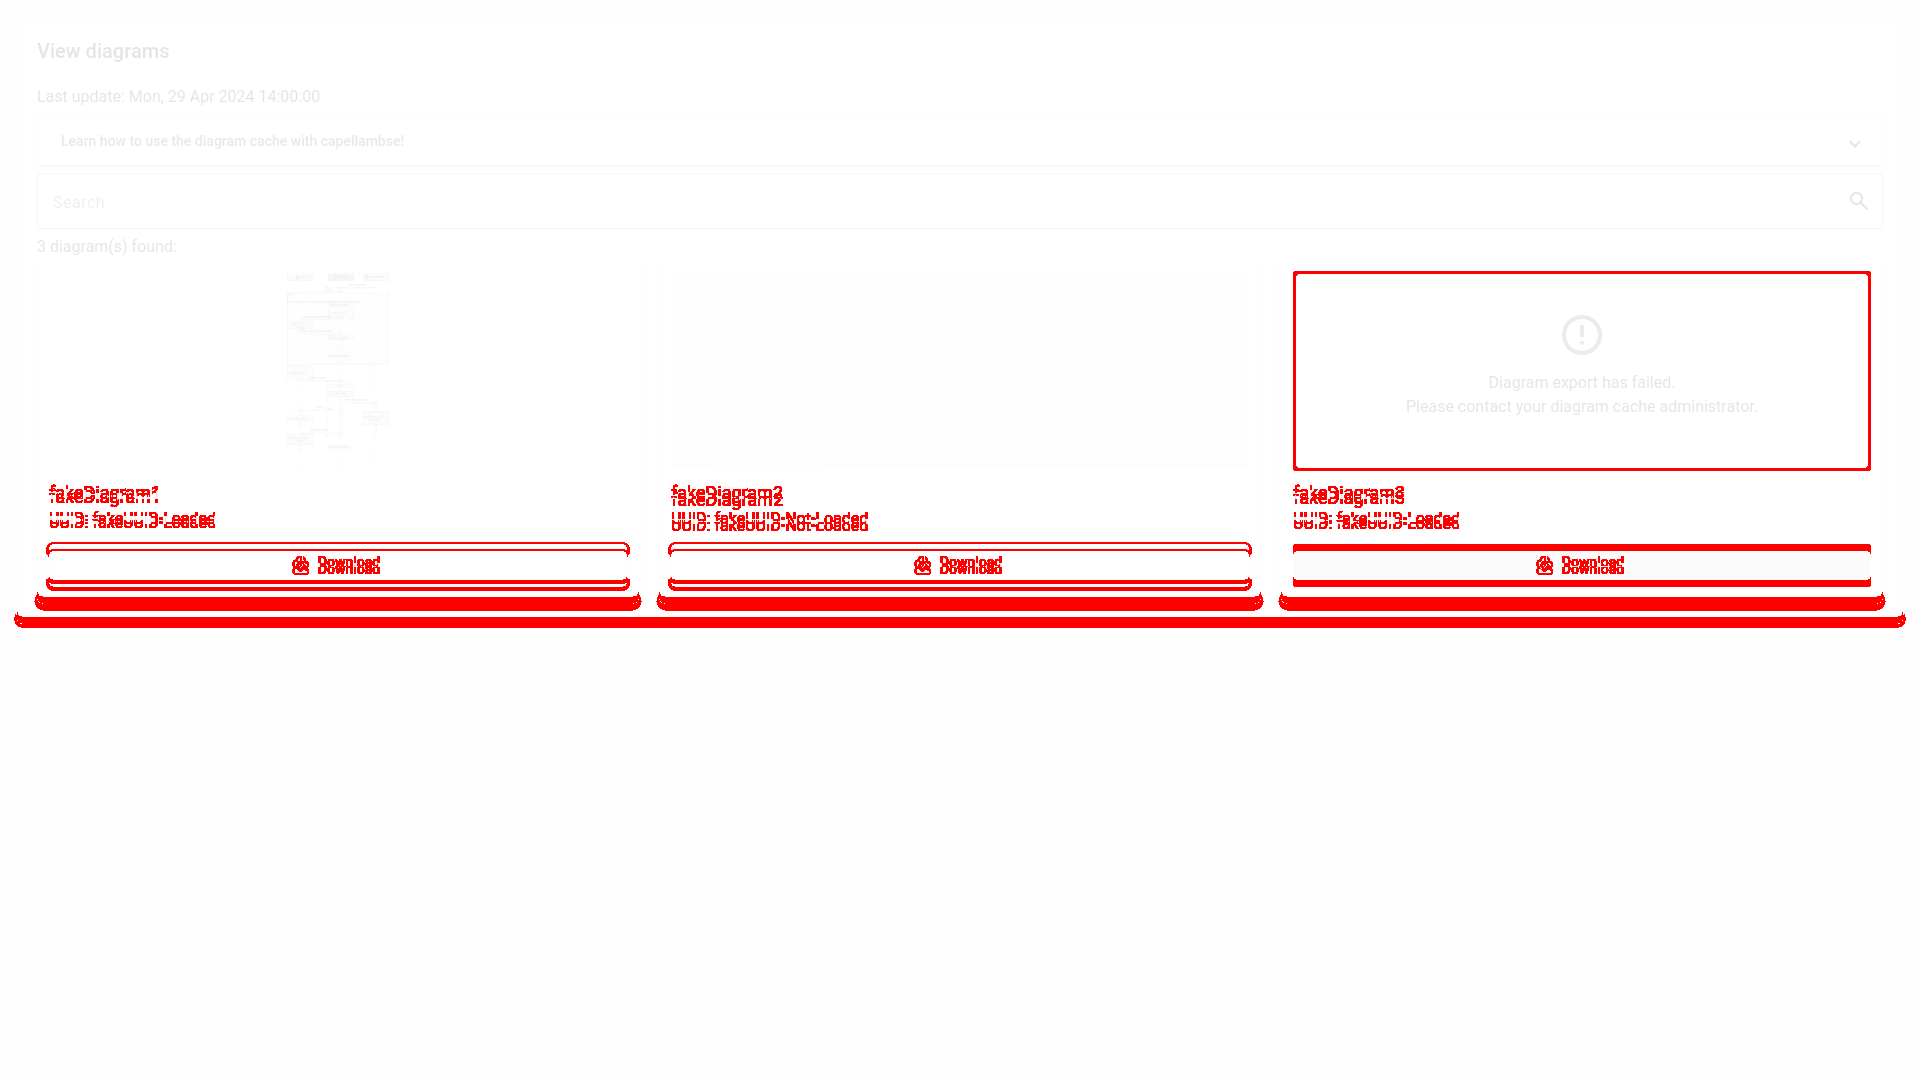 View diagrams
Last update: Mon, 29 Apr 2024 14:00:00
Learn how to use the diagram cache with capellambse!
Search
3 diagram(s) found:
Diagram export has failed.
Please contact your diagram cache administrator.
fakeDiagram1 fakeDiagram2 fakeDiagram3
UUID: fakeUUID-Loaded UUID: fakeUUID-Not-Loaded UUID: fakeUUID-Loaded
Download Download Download